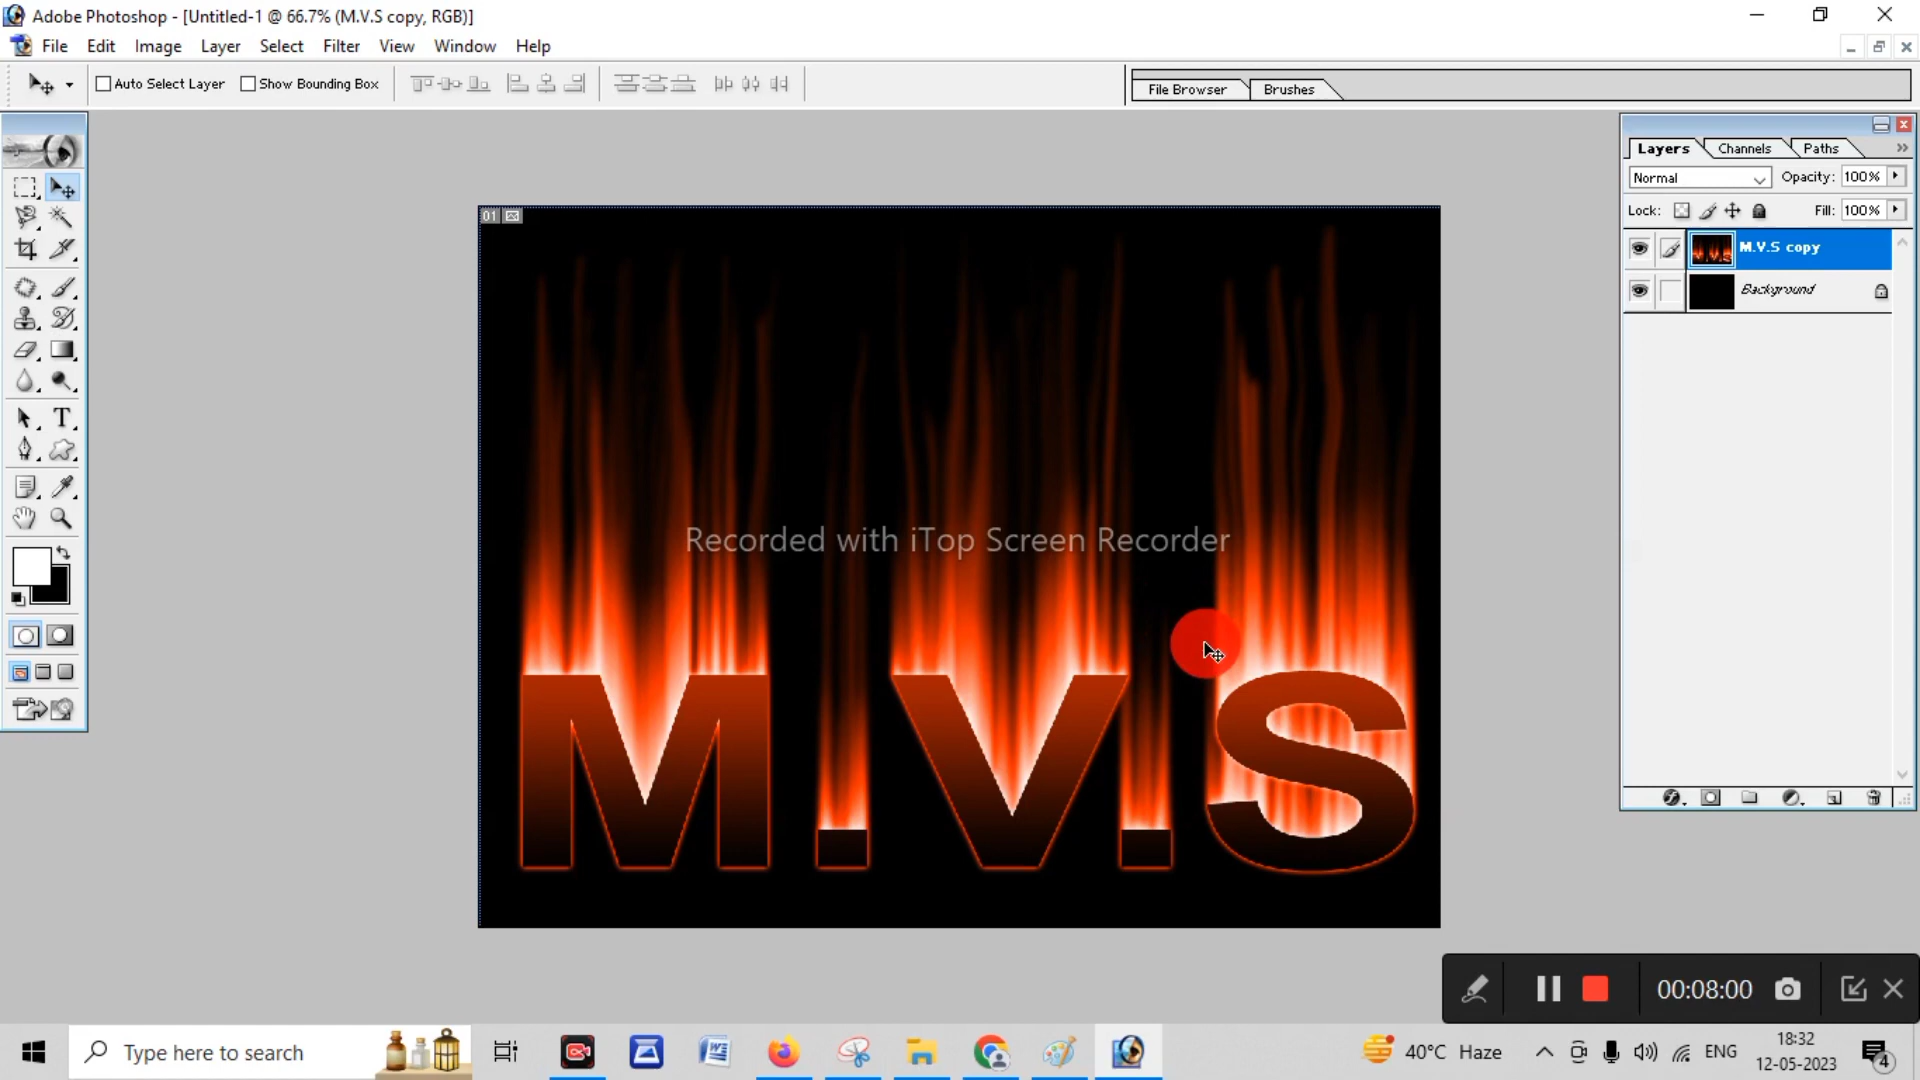 Adobe Photoshop - [Untitled-1 @ 66.7% (M.V.S copy, RGB)]
File Edit Image Layer Select Filter View Window Help
Auto Select Layer Show Bounding Box
File Browser Brushes
Layers Channels Paths
Normal Opacity: 100%
Lock: Fill: 100%
M.V.S copy
Background
01
Recorded with iTop Screen Recorder
M.V.S
T
00:08:00
Type here to search
40°C Haze
ENG
18:32
12-05-2023
4